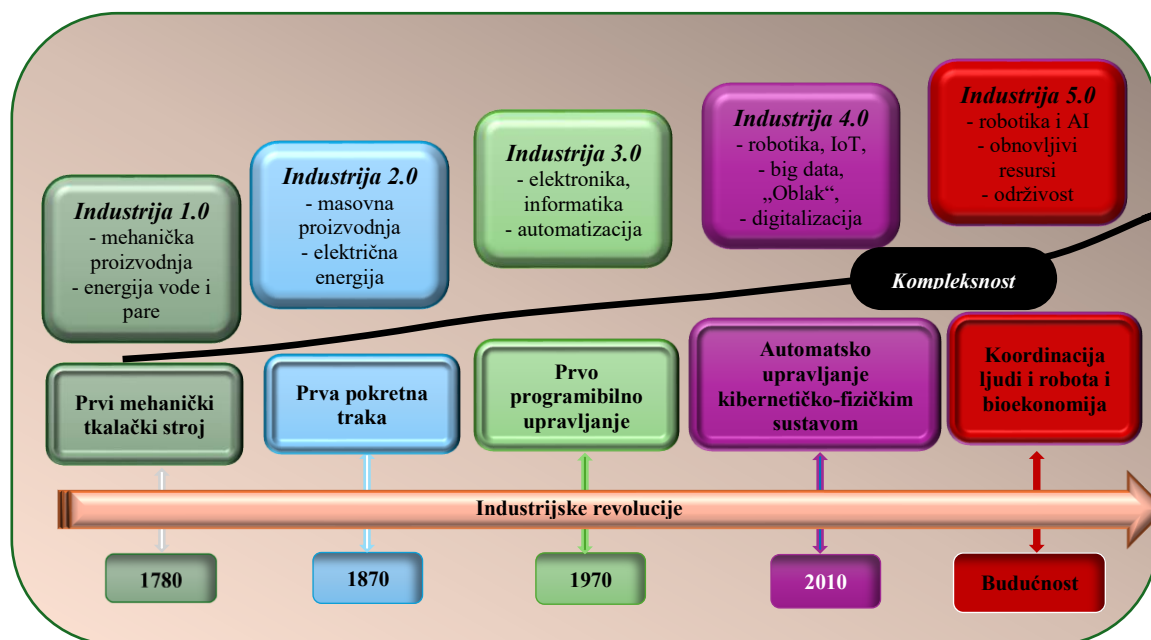 Industrija 1.0
- mehanička
proizvodnja
- energija vode i
pare
Industrija 2.0
- masovna
proizvodnja
- električna
energija
Industrija 3.0
- elektronika,
informatika
- automatizacija
Industrija 4.0
- robotika, IoT,
- big data,
„Oblak“,
- digitalizacija
Industrija 5.0
- robotika i AI
- obnovljivi
resursi
- održivost
Kompleksnost
Prvi mehanički
tkalački stroj
Prva pokretna
traka
Prvo
programibilno
upravljanje
Automatsko
upravljanje
kibernetičko-fizičkim
sustavom
Koordinacija
ljudi i robota i
bioekonomija
Industrijske revolucije
1780
1870
1970
2010
Budućnost